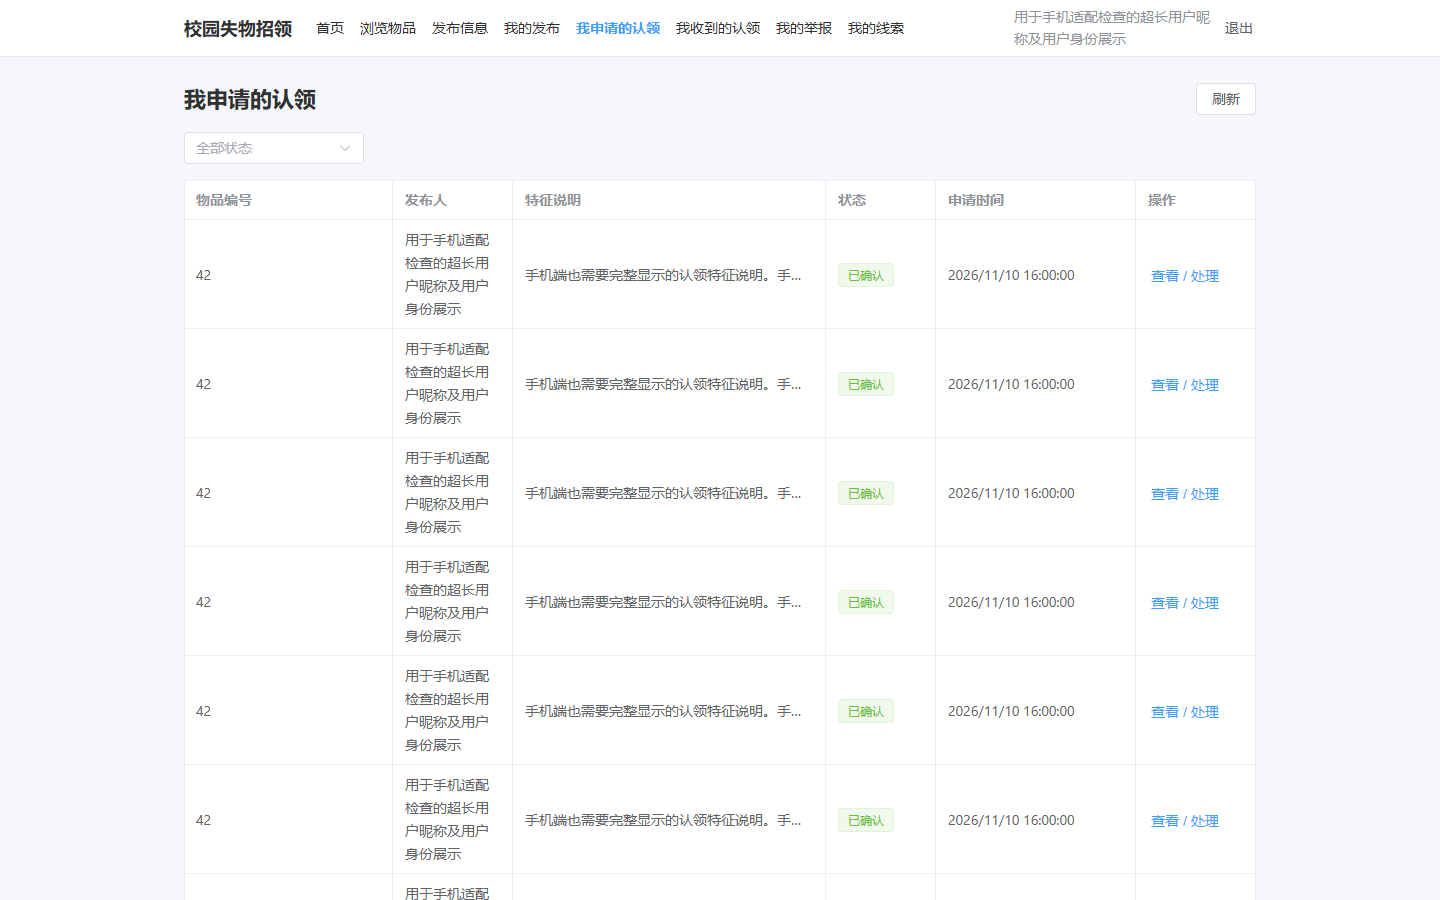 校园失物招领 首页 浏览物品 发布信息 我的发布 我申请的认领 我收到的认领 我的举报 我的线索 用于手机适配检查的超长用户昵称及用户身份展示 退出
我申请的认领 刷新
全部状态
物品编号 发布人 特征说明 状态 申请时间 操作
42 用于手机适配检查的超长用户昵称及用户身份展示 手机端也需要完整显示的认领特征说明。手... 已确认 2026/11/10 16:00:00 查看 / 处理
42 用于手机适配检查的超长用户昵称及用户身份展示 手机端也需要完整显示的认领特征说明。手... 已确认 2026/11/10 16:00:00 查看 / 处理
42 用于手机适配检查的超长用户昵称及用户身份展示 手机端也需要完整显示的认领特征说明。手... 已确认 2026/11/10 16:00:00 查看 / 处理
42 用于手机适配检查的超长用户昵称及用户身份展示 手机端也需要完整显示的认领特征说明。手... 已确认 2026/11/10 16:00:00 查看 / 处理
42 用于手机适配检查的超长用户昵称及用户身份展示 手机端也需要完整显示的认领特征说明。手... 已确认 2026/11/10 16:00:00 查看 / 处理
42 用于手机适配检查的超长用户昵称及用户身份展示 手机端也需要完整显示的认领特征说明。手... 已确认 2026/11/10 16:00:00 查看 / 处理
用于手机适配